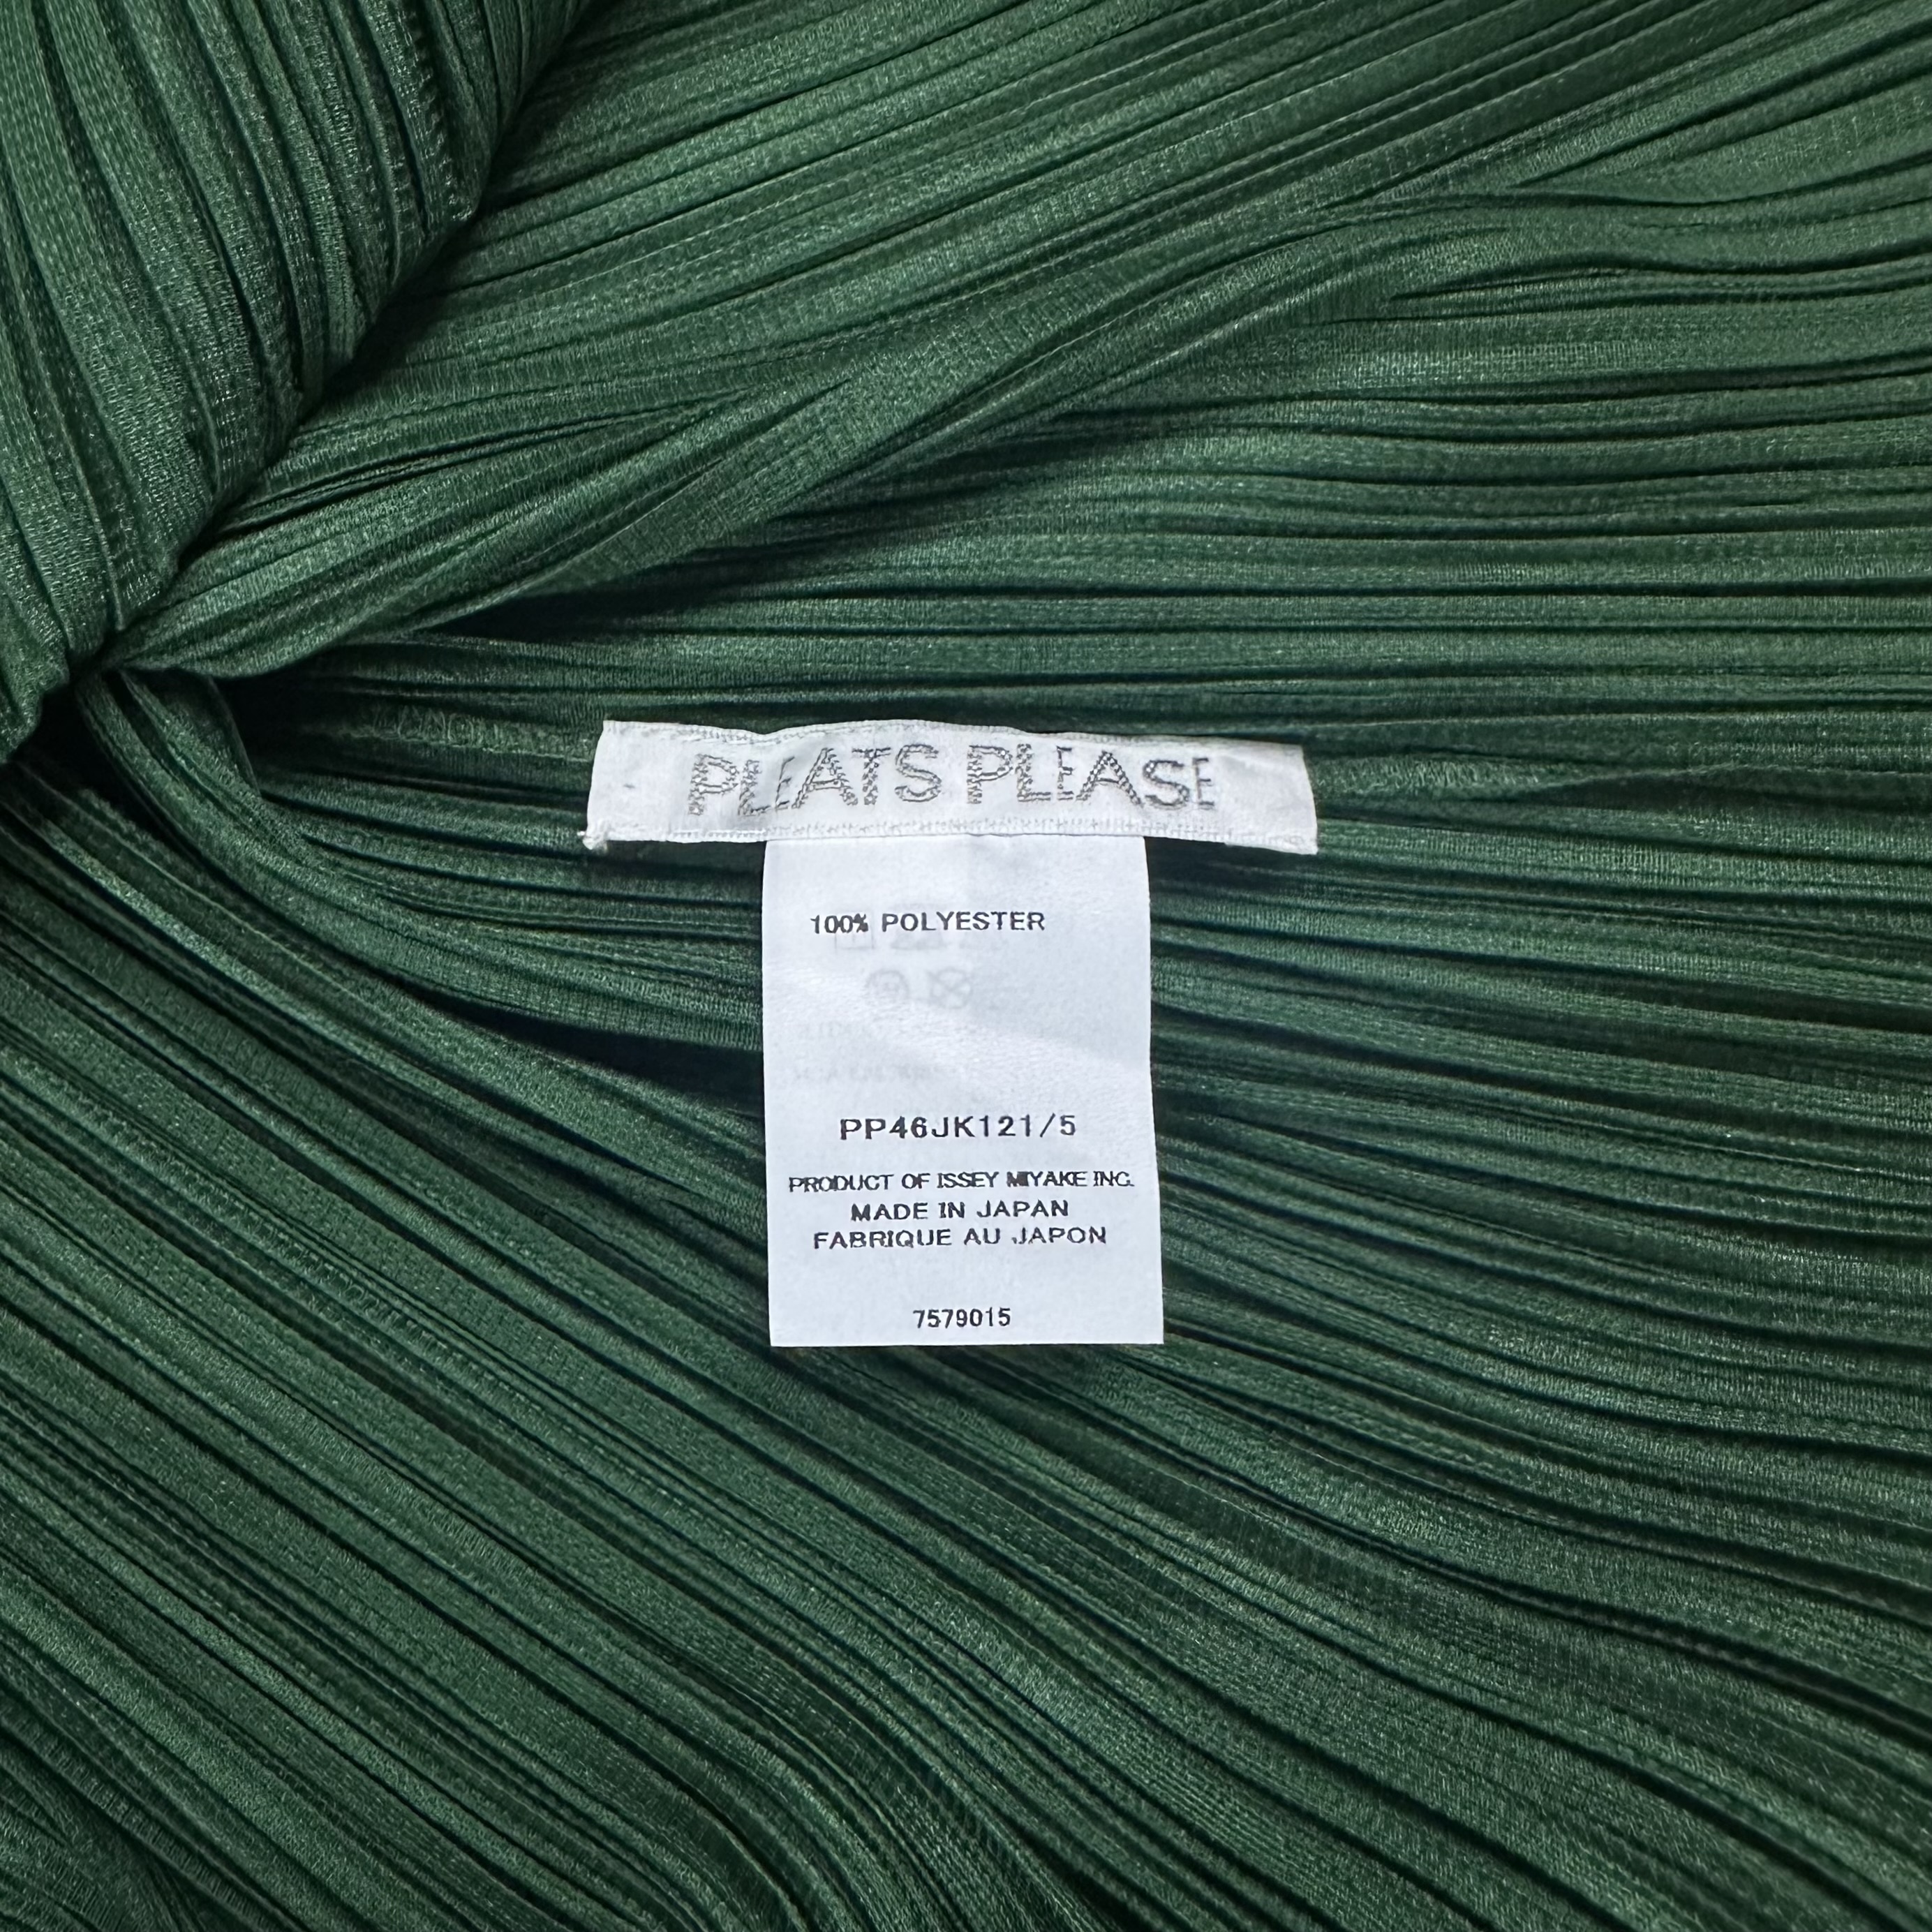 PLEATS PLEASE
100% POLYESTER
PP46JK121/5
PRODUCT OF ISSEY MIYAKE INC.
MADE IN JAPAN
FABRIQUE AU JAPON
7579015